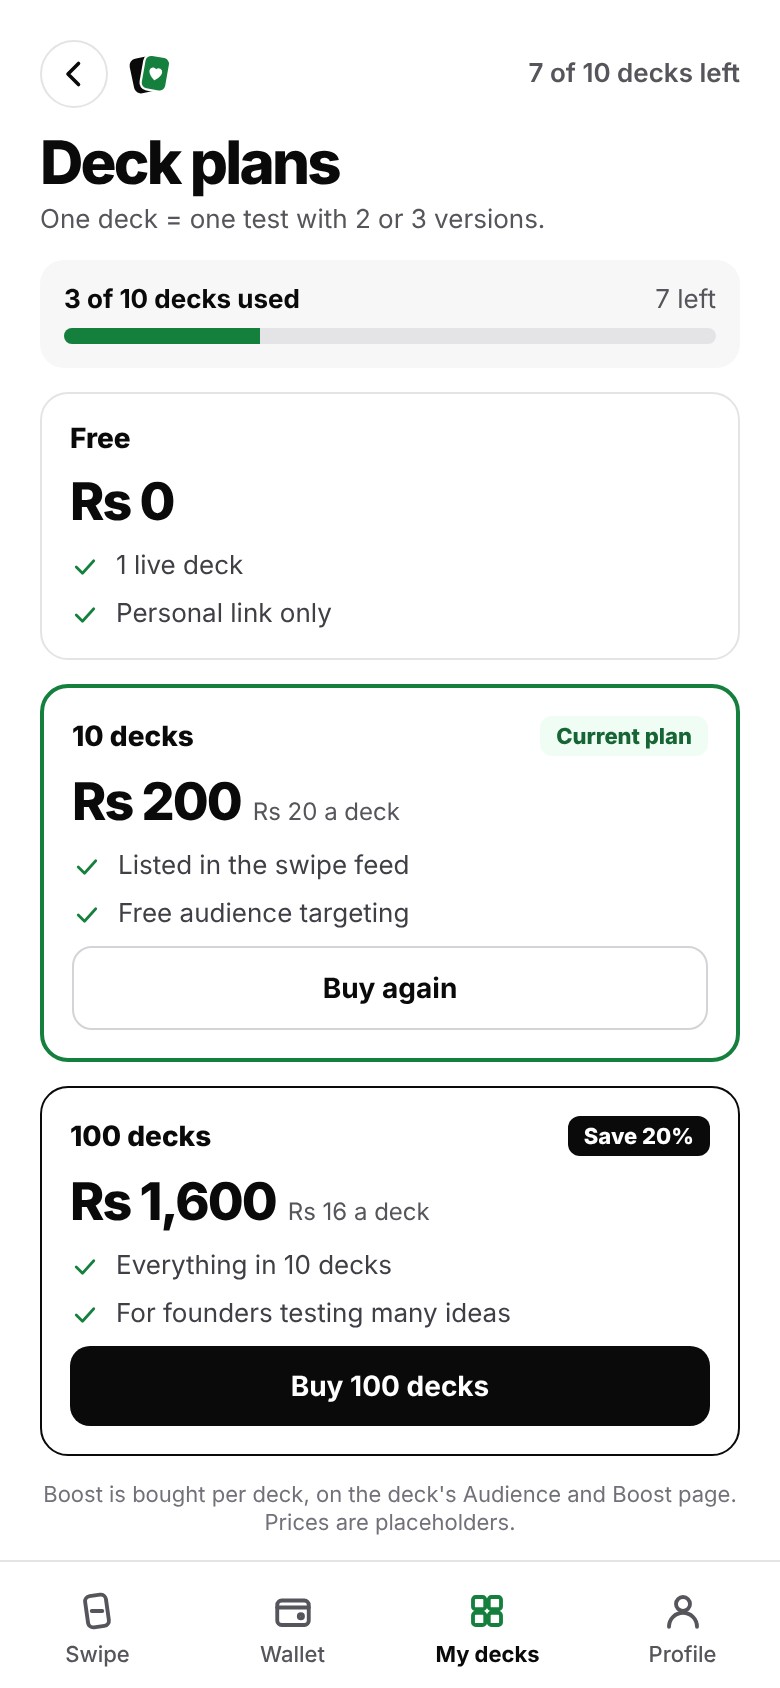 7 of 10 decks left
Deck plans
One deck = one test with 2 or 3 versions.
3 of 10 decks used
7 left
Free
Rs 0
1 live deck
Personal link only
10 decks
Current plan
Rs 200 Rs 20 a deck
Listed in the swipe feed
Free audience targeting
Buy again
100 decks
Save 20%
Rs 1,600 Rs 16 a deck
Everything in 10 decks
For founders testing many ideas
Buy 100 decks
Boost is bought per deck, on the deck's Audience and Boost page.
Prices are placeholders.
Swipe
Wallet
My decks
Profile